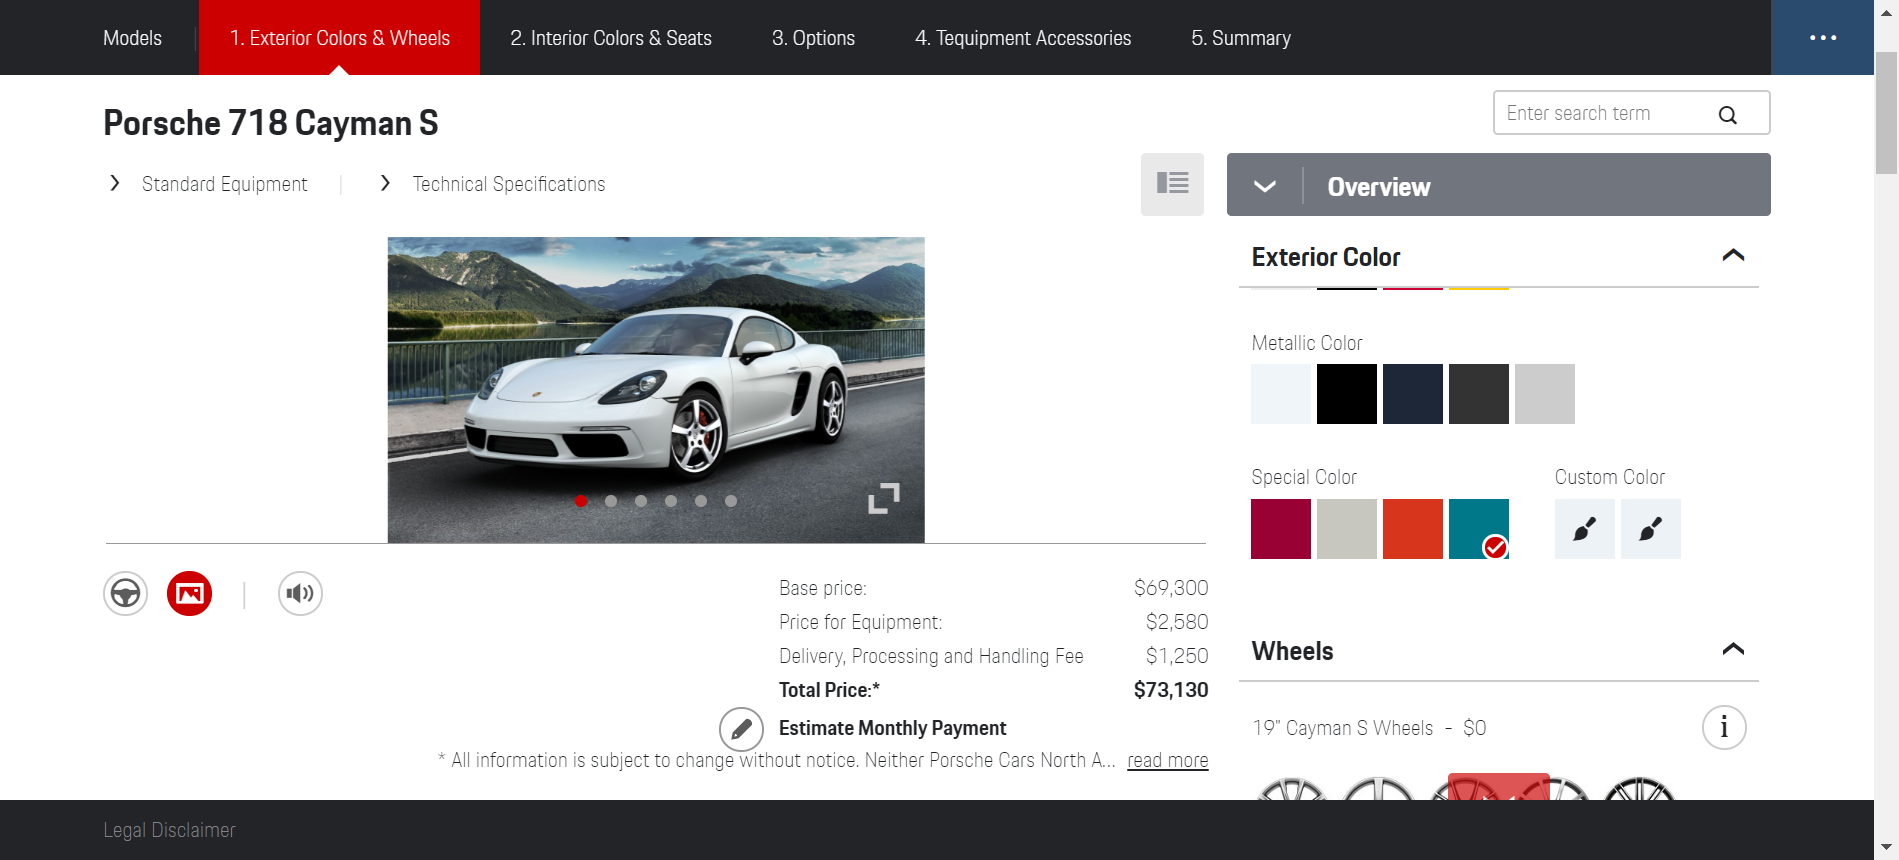 Models
1. Exterior Colors & Wheels
2. Interior Colors & Seats
3. Options
4. Tequipment Accessories
5. Summary
Porsche 718 Cayman S
Enter search term
Standard Equipment
Technical Specifications
Overview
Exterior Color
Metallic Color
Special Color
Custom Color
Base price: $69,300
Price for Equipment: $2,580
Delivery, Processing and Handling Fee $1,250
Total Price:* $73,130
Estimate Monthly Payment
* All information is subject to change without notice. Neither Porsche Cars North A... read more
Wheels
19" Cayman S Wheels - $0
i
Legal Disclaimer